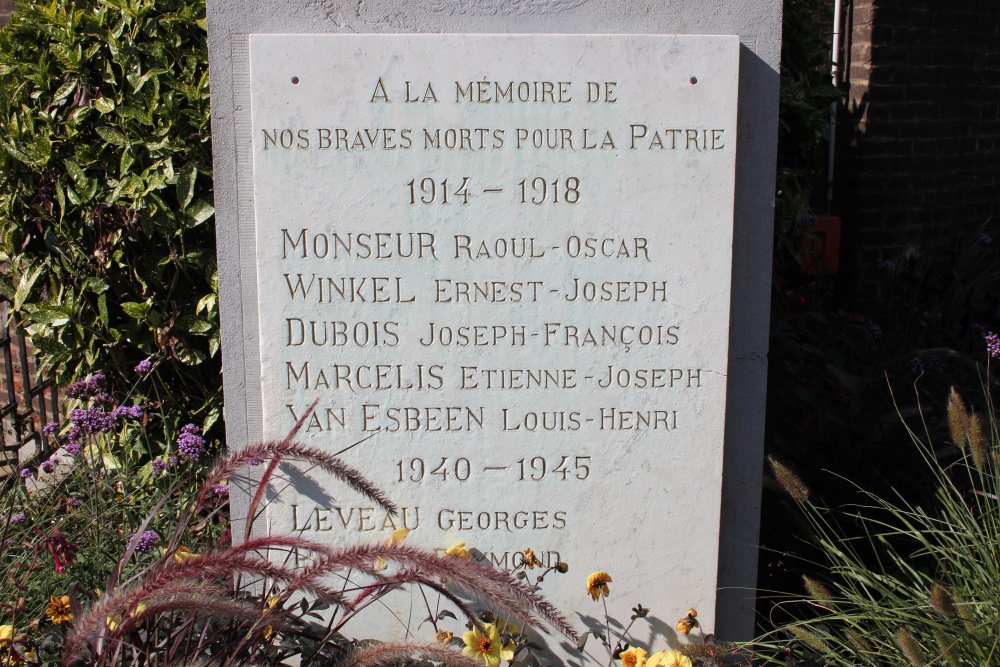 A LA MÉMOIRE DE
NOS BRAVES MORTS POUR LA PATRIE
1914 - 1918
MONSEUR RAOUL-OSCAR
WINKEL ERNEST-JOSEPH
DUBOIS JOSEPH-FRANÇOIS
MARCELIS ETIENNE-JOSEPH
VAN ESBEEN LOUIS-HENRI
1940 - 1945
LEVEAU GEORGES